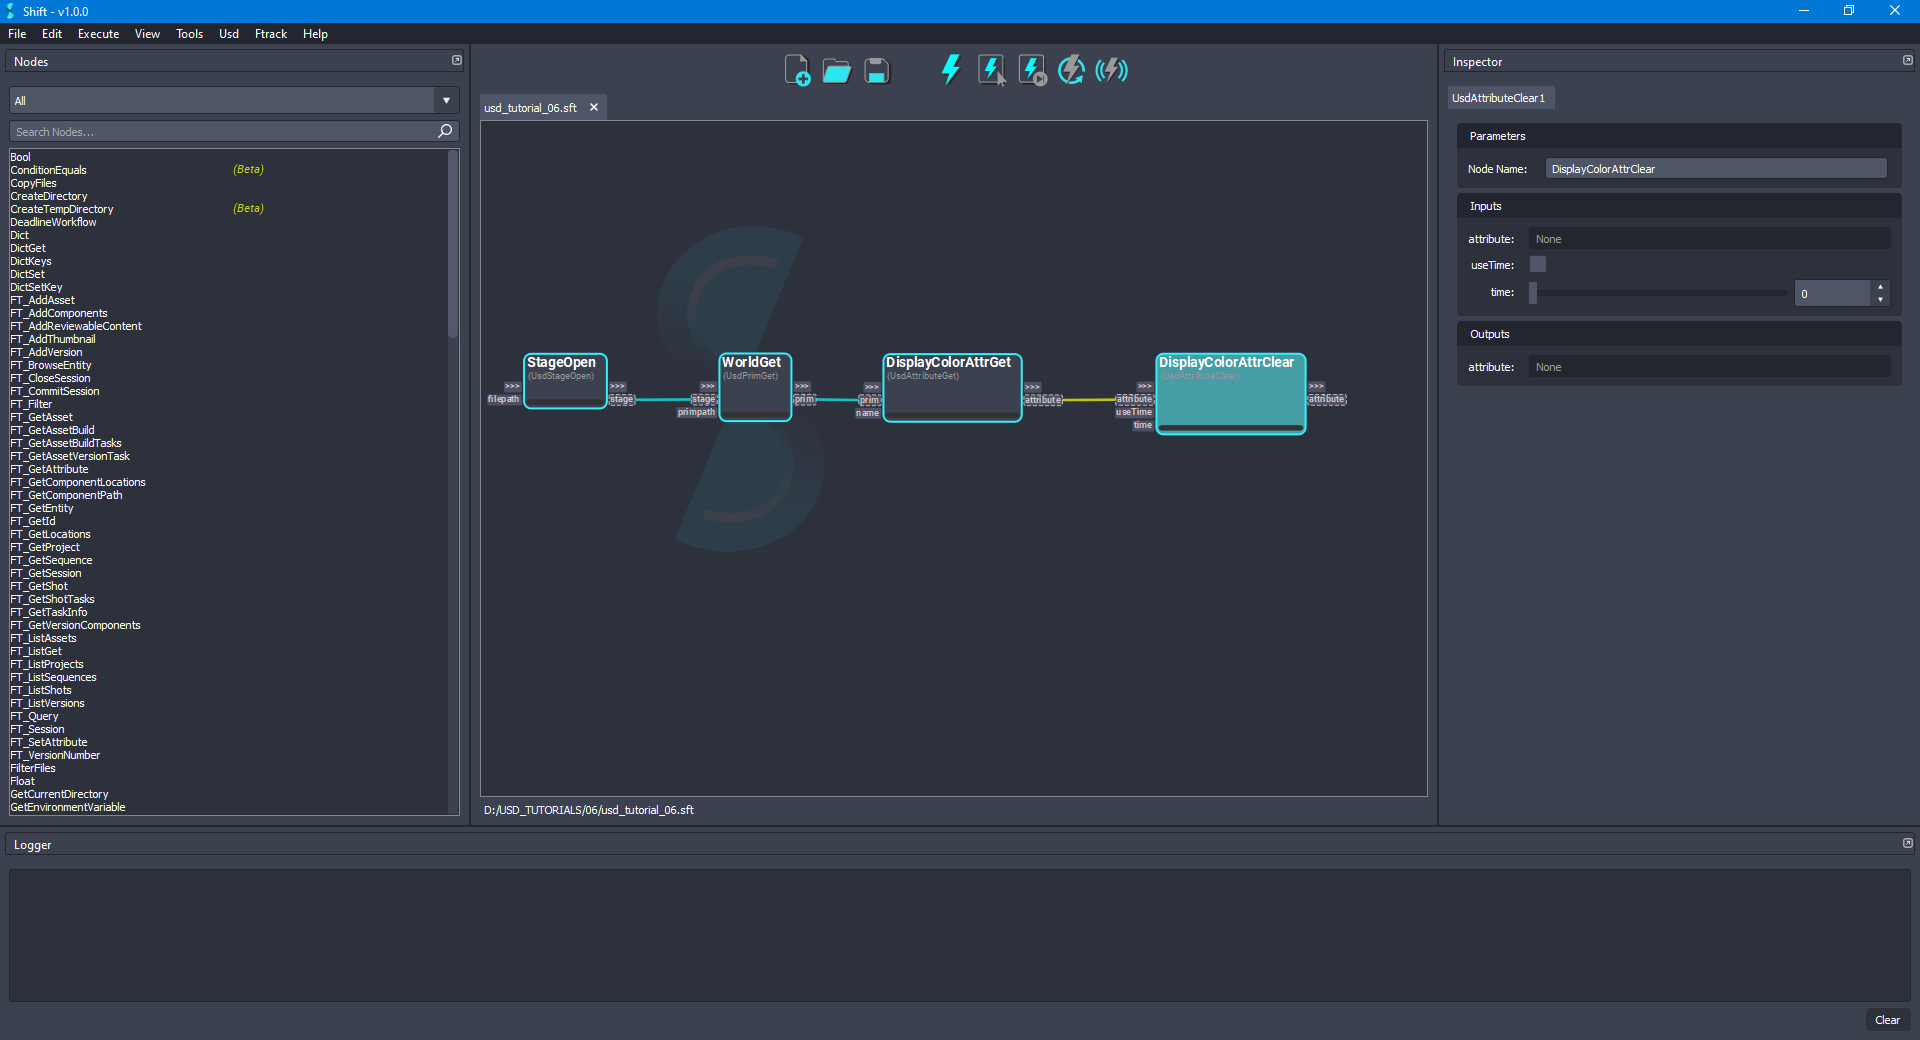 Shift - v1.0.0
File Edit Execute View Tools Usd Ftrack Help
Nodes
All
Search Nodes...
Bool
ConditionEquals (Beta)
CopyFiles
CreateDirectory
CreateTempDirectory (Beta)
DeadlineWorkflow
Dict
DictGet
DictKeys
DictSet
DictSetKey
FT_AddAsset
FT_AddComponents
FT_AddReviewableContent
FT_AddThumbnail
FT_AddVersion
FT_BrowseEntity
FT_CloseSession
FT_CommitSession
FT_Filter
FT_GetAsset
FT_GetAssetBuild
FT_GetAssetBuildTasks
FT_GetAssetVersionTask
FT_GetAttribute
FT_GetComponentLocations
FT_GetComponentPath
FT_GetEntity
FT_GetId
FT_GetLocations
FT_GetProject
FT_GetSequence
FT_GetSession
FT_GetShot
FT_GetShotTasks
FT_GetTaskInfo
FT_GetVersionComponents
FT_ListAssets
FT_ListGet
FT_ListProjects
FT_ListSequences
FT_ListShots
FT_ListVersions
FT_Query
FT_Session
FT_SetAttribute
FT_VersionNumber
FilterFiles
Float
GetCurrentDirectory
GetEnvironmentVariable
usd_tutorial_06.sft
StageOpen
(UsdStageOpen)
>>> >>>
filepath stage
WorldGet
(UsdPrimGet)
>>> >>>
stage prim
primpath
DisplayColorAttrGet
(UsdAttributeGet)
>>> >>>
prim attribute
name
DisplayColorAttrClear
(UsdAttributeClear)
>>> >>>
attribute attribute
useTime
time
D:/USD_TUTORIALS/06/usd_tutorial_06.sft
Inspector
UsdAttributeClear1
Parameters
Node Name: DisplayColorAttrClear
Inputs
attribute: None
useTime:
time: 0
Outputs
attribute: None
Logger
Clear